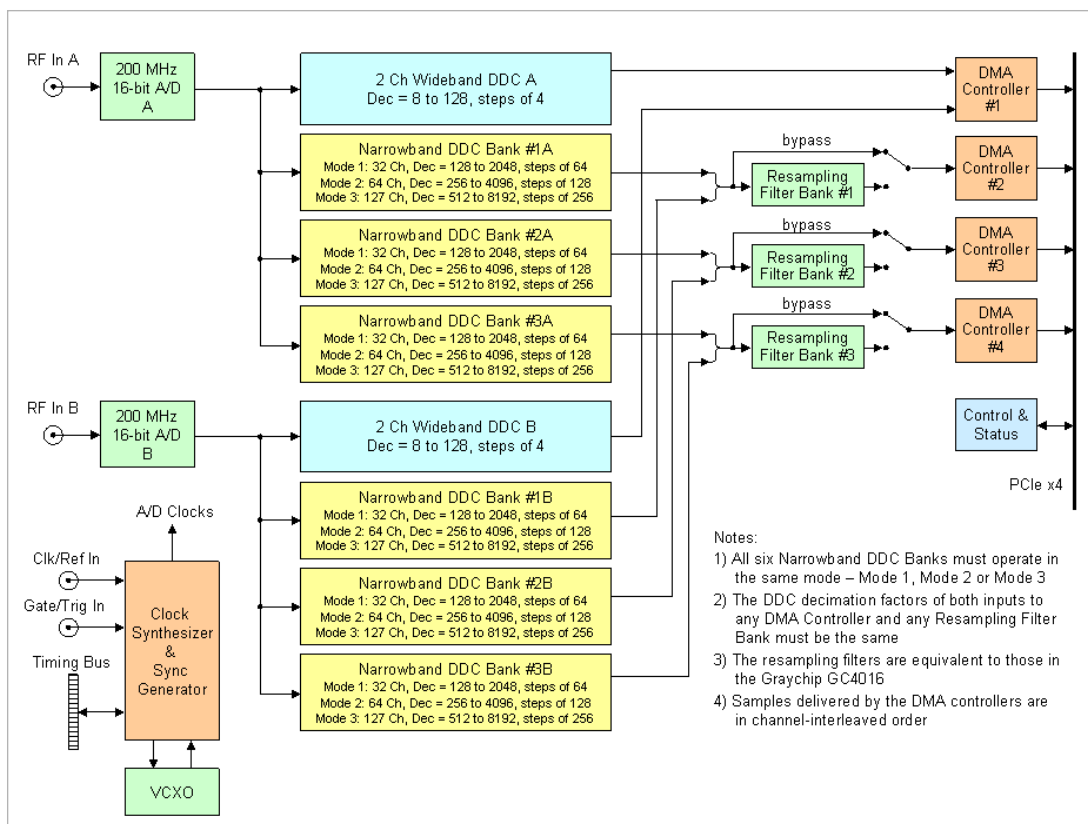 RF In A
200 MHz
16-bit A/D
A
2 Ch Wideband DDC A
Dec = 8 to 128, steps of 4
DMA
Controller
#1
Narrowband DDC Bank #1A
Mode 1: 32 Ch, Dec = 128 to 2048, steps of 64
Mode 2: 64 Ch, Dec = 256 to 4096, steps of 128
Mode 3: 127 Ch, Dec = 512 to 8192, steps of 256
bypass
Resampling
Filter Bank #1
DMA
Controller
#2
Narrowband DDC Bank #2A
Mode 1: 32 Ch, Dec = 128 to 2048, steps of 64
Mode 2: 64 Ch, Dec = 256 to 4096, steps of 128
Mode 3: 127 Ch, Dec = 512 to 8192, steps of 256
bypass
Resampling
Filter Bank #2
DMA
Controller
#3
Narrowband DDC Bank #3A
Mode 1: 32 Ch, Dec = 128 to 2048, steps of 64
Mode 2: 64 Ch, Dec = 256 to 4096, steps of 128
Mode 3: 127 Ch, Dec = 512 to 8192, steps of 256
bypass
Resampling
Filter Bank #3
DMA
Controller
#4
RF In B
200 MHz
16-bit A/D
B
2 Ch Wideband DDC B
Dec = 8 to 128, steps of 4
Control &
Status
PCIe x4
Narrowband DDC Bank #1B
Mode 1: 32 Ch, Dec = 128 to 2048, steps of 64
Mode 2: 64 Ch, Dec = 256 to 4096, steps of 128
Mode 3: 127 Ch, Dec = 512 to 8192, steps of 256
Narrowband DDC Bank #2B
Mode 1: 32 Ch, Dec = 128 to 2048, steps of 64
Mode 2: 64 Ch, Dec = 256 to 4096, steps of 128
Mode 3: 127 Ch, Dec = 512 to 8192, steps of 256
Narrowband DDC Bank #3B
Mode 1: 32 Ch, Dec = 128 to 2048, steps of 64
Mode 2: 64 Ch, Dec = 256 to 4096, steps of 128
Mode 3: 127 Ch, Dec = 512 to 8192, steps of 256
A/D Clocks
Clk/Ref In
Gate/Trig In
Timing Bus
Clock
Synthesizer
&
Sync
Generator
VCXO
Notes:
1) All six Narrowband DDC Banks must operate in
the same mode – Mode 1, Mode 2 or Mode 3
2) The DDC decimation factors of both inputs to
any DMA Controller and any Resampling Filter
Bank must be the same
3) The resampling filters are equivalent to those in
the Graychip GC4016
4) Samples delivered by the DMA controllers are
in channel-interleaved order